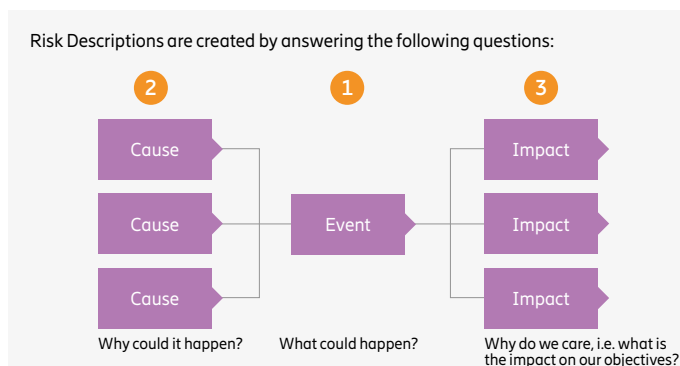 Risk Descriptions are created by answering the following questions:
2 1 3
Cause Impact
Cause Event Impact
Cause Impact
Why could it happen? What could happen? Why do we care, i.e. what is
the impact on our objectives?